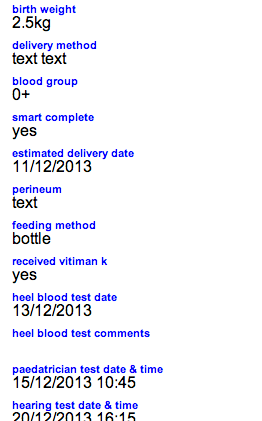 birth weight
2.5kg
delivery method
text text
blood group
0+
smart complete
yes
estimated delivery date
11/12/2013
perineum
text
feeding method
bottle
received vitiman k
yes
heel blood test date
13/12/2013
heel blood test comments
paedatrician test date & time
15/12/2013 10:45
hearing test date & time
20/12/2013 16:15